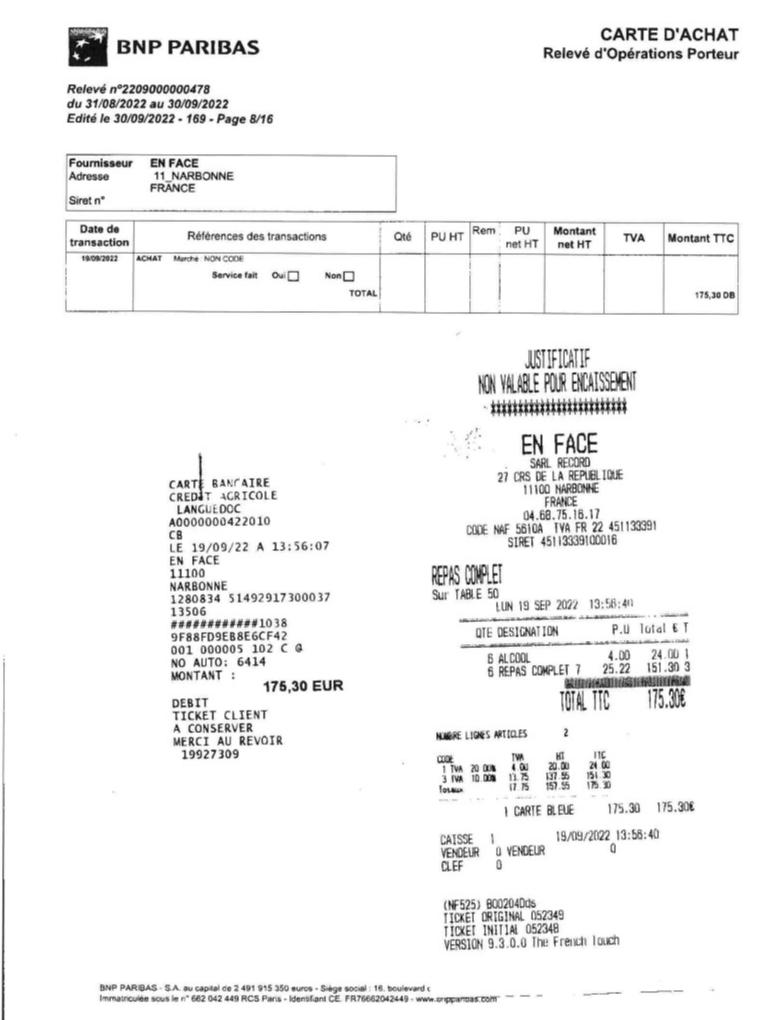 BNP PARIBAS
CARTE D'ACHAT
Relevé d'Opérations Porteur
Relevé n°2209000000478
du 31/08/2022 au 30/09/2022
Edité le 30/09/2022 - 169 - Page 8/16
Fournisseur EN FACE
Adresse 11_NARBONNE
FRANCE
Siret n°
Date de transaction Références des transactions Qté PU HT Rem PU net HT Montant net HT TVA Montant TTC
19/09/2022 ACHAT Marché NON CODE
Service fait Oui Non
TOTAL 175,30 DB
CARTE BANCAIRE
CREDIT AGRICOLE
LANGUEDOC
A0000000422010
CB
LE 19/09/22 A 13:56:07
EN FACE
11100
NARBONNE
1280834 51492917300037
13506
############1038
9F88FD9EB8E6CF42
001 000005 102 C @
NO AUTO: 6414
MONTANT :
175,30 EUR
DEBIT
TICKET CLIENT
A CONSERVER
MERCI AU REVOIR
19927309
JUSTIFICATIF
NON VALABLE POUR ENCAISSEMENT
EN FACE
SARL RECORD
27 CRS DE LA REPUBLIQUE
11100 NARBONNE
FRANCE
04.68.75.16.17
CODE NAF 5610A TVA FR 22 451133391
SIRET 45113339100016
REPAS COMPLET
Sur TABLE 50
LUN 19 SEP 2022 13:56:40
QTE DESIGNATION P.U Total € T
6 ALCOOL 4.00 24.00 1
6 REPAS COMPLET 7 25.22 151.30 3
TOTAL TTC 175.30€
NOMBRE LIGNES ARTICLES 2
CODE TVA HT TTC
1 TVA 20.00% 4.00 20.00 24.00
3 TVA 10.00% 13.75 137.55 151.30
Totaux 17.75 157.55 175.30
1 CARTE BLEUE 175.30 175.30€
CAISSE 1 19/09/2022 13:56:40
VENDEUR 0 VENDEUR 0
CLEF 0
(NF525) B00204Dds
TICKET ORIGINAL 052349
TICKET INITIAL 052348
VERSION 9.3.0.0 The French Touch
BNP PARIBAS - S.A. au capital de 2 491 915 350 euros - Siège social : 16, boulevard
Immatriculée sous le n° 662 042 449 RCS Paris - Identifiant CE. FR76662042449 - www.bnpparibas.com